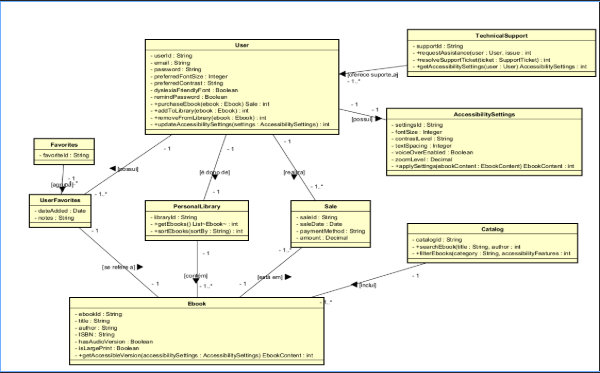 TechnicalSupport
- supportId : String
- +requestAssistance(user : User, issue : int
- +resolveSupportTicket(ticket : SupportTicket) : int
- +getAccessibilitySettings(user : User) AccessibilitySettings : int
User
- userId : String
- email : String
- password : String
- preferredFontSize : Integer
- preferredContrast : String
- dyslexiaFriendlyFont : Boolean
- remindPassword : Boolean
- +purchaseEbook(ebook : Ebook) Sale : int
- +addToLibrary(ebook : Ebook) : int
- +removeFromLibrary(ebook : Ebook) : int
- +updateAccessibilitySettings(settings : AccessibilitySettings) : int
[oferece suporte a]
- 1
- 1..*
- 1
[possui]
- 1
AccessibilitySettings
- settingsId : String
- fontSize : Integer
- contrastLevel : String
- textSpacing : Integer
- voiceOverEnabled : Boolean
- zoomLevel : Decimal
- +applySettings(ebookContent : EbookContent) EbookContent : int
Favorites
- favoriteId : String
- 1
- 1
- 1
- 1
[possui]
[é dono de]
[realiza]
- 1
[agrupa]
- 1..*
- 1..*
- 1
- 1..*
UserFavorites
- dateAdded : Date
- notes : String
PersonalLibrary
- libraryId : String
- +getEbooks() List<Ebook> : int
- +sortEbooks(sortBy : String) : int
Sale
- saleId : String
- saleDate : Date
- paymentMethod : String
- amount : Decimal
Catalog
- catalogId : String
- +searchEbook(title : String, author : int
- +filterEbooks(category : String, accessibilityFeatures : int
- 1
- 1
- 1..*
- 1
[se refere a]
[contém]
[está em]
[inclui]
- 1
- 1..*
- 1
- 1..*
Ebook
- ebookId : String
- title : String
- author : String
- ISBN : String
- hasAudioVersion : Boolean
- isLargePrint : Boolean
- +getAccessibleVersion(accessibilitySettings : AccessibilitySettings) EbookContent : int